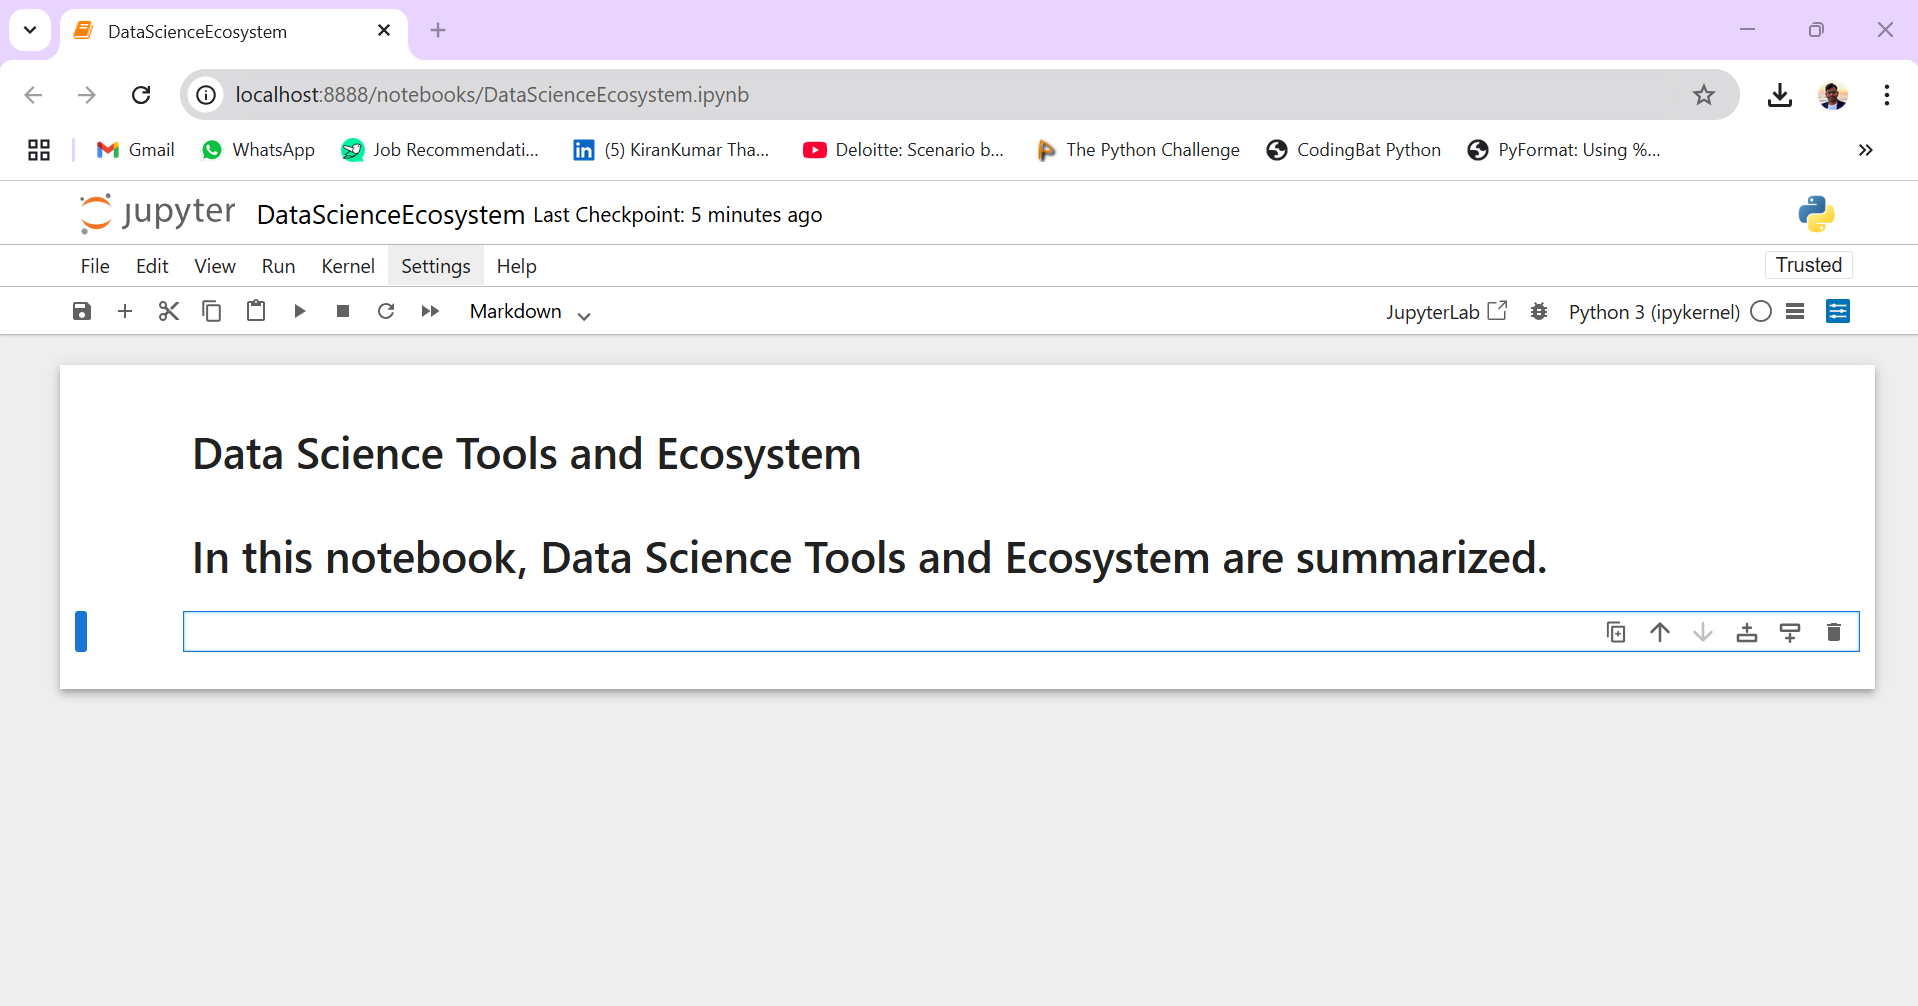 DataScienceEcosystem
localhost:8888/notebooks/DataScienceEcosystem.ipynb
Gmail WhatsApp Job Recommendati... (5) KiranKumar Tha... Deloitte: Scenario b... The Python Challenge CodingBat Python PyFormat: Using %...
jupyter DataScienceEcosystem Last Checkpoint: 5 minutes ago
File Edit View Run Kernel Settings Help Trusted
Markdown JupyterLab Python 3 (ipykernel)
Data Science Tools and Ecosystem
In this notebook, Data Science Tools and Ecosystem are summarized.